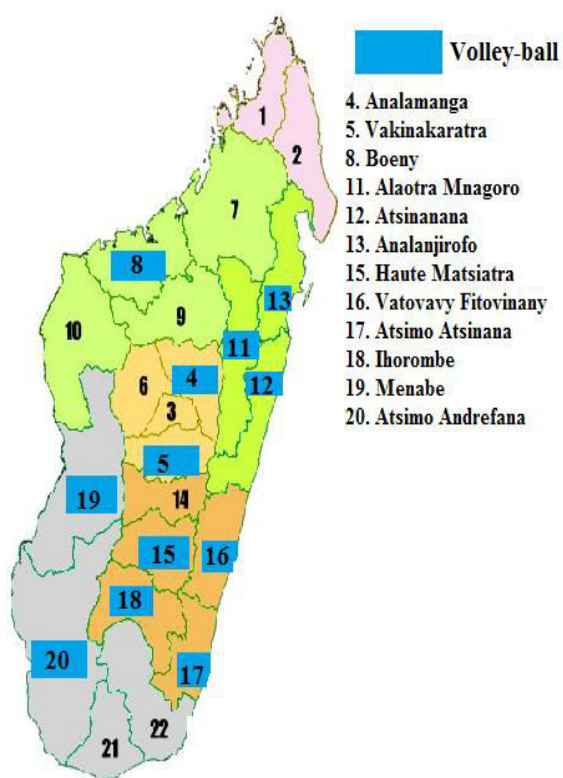 Volley-ball
4. Analamanga
5. Vakinakaratra
8. Boeny
11. Alaotra Mnagoro
12. Atsinanana
13. Analanjirofo
15. Haute Matsiatra
16. Vatovavy Fitovinany
17. Atsimo Atsinana
18. Ihorombe
19. Menabe
20. Atsimo Andrefana
1
2
7
8
13
9
10
11
4
6
12
3
5
14
19
15
16
18
20
17
22
21